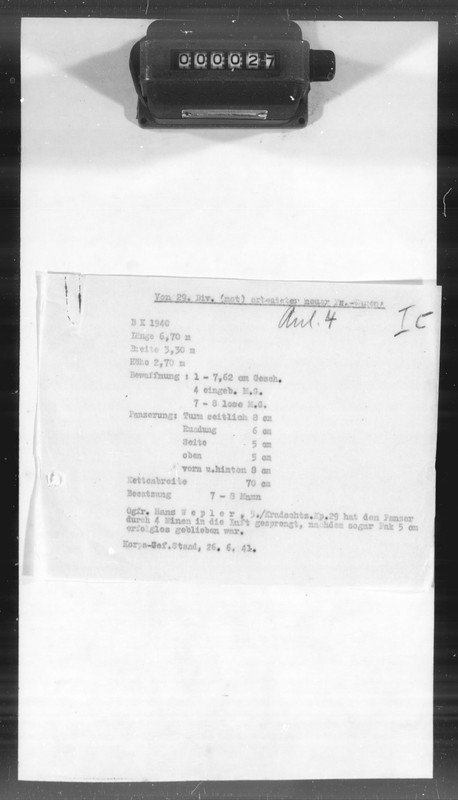 000027
Von 29. Div. (mot) erbeuteter neuer Pz.-Wagen:
Anl. 4
I c
B K 1940
Länge 6,70 m
Breite 3,30 m
Höhe 2,70 m
Bewaffnung : 1 - 7,62 cm Gesch.
4 eingeb. M.G.
7 - 8 lose M.G.
Panzerung: Turm seitlich 8 cm
Rundung 6 cm
Seite 5 cm
oben 5 cm
vorn u.hinten 8 cm
Kettenbreite 70 cm
Besatzung 7 - 8 Mann
Ogfr. Hans W e p l e r , 5./Kradschtz.Kp.29 hat den Panzer
durch 4 Minen in die Luft gesprengt, nachdem sogar Pak 5 cm
erfolglos geblieben war.
Korps-Gef.Stand, 26. 6. 41.